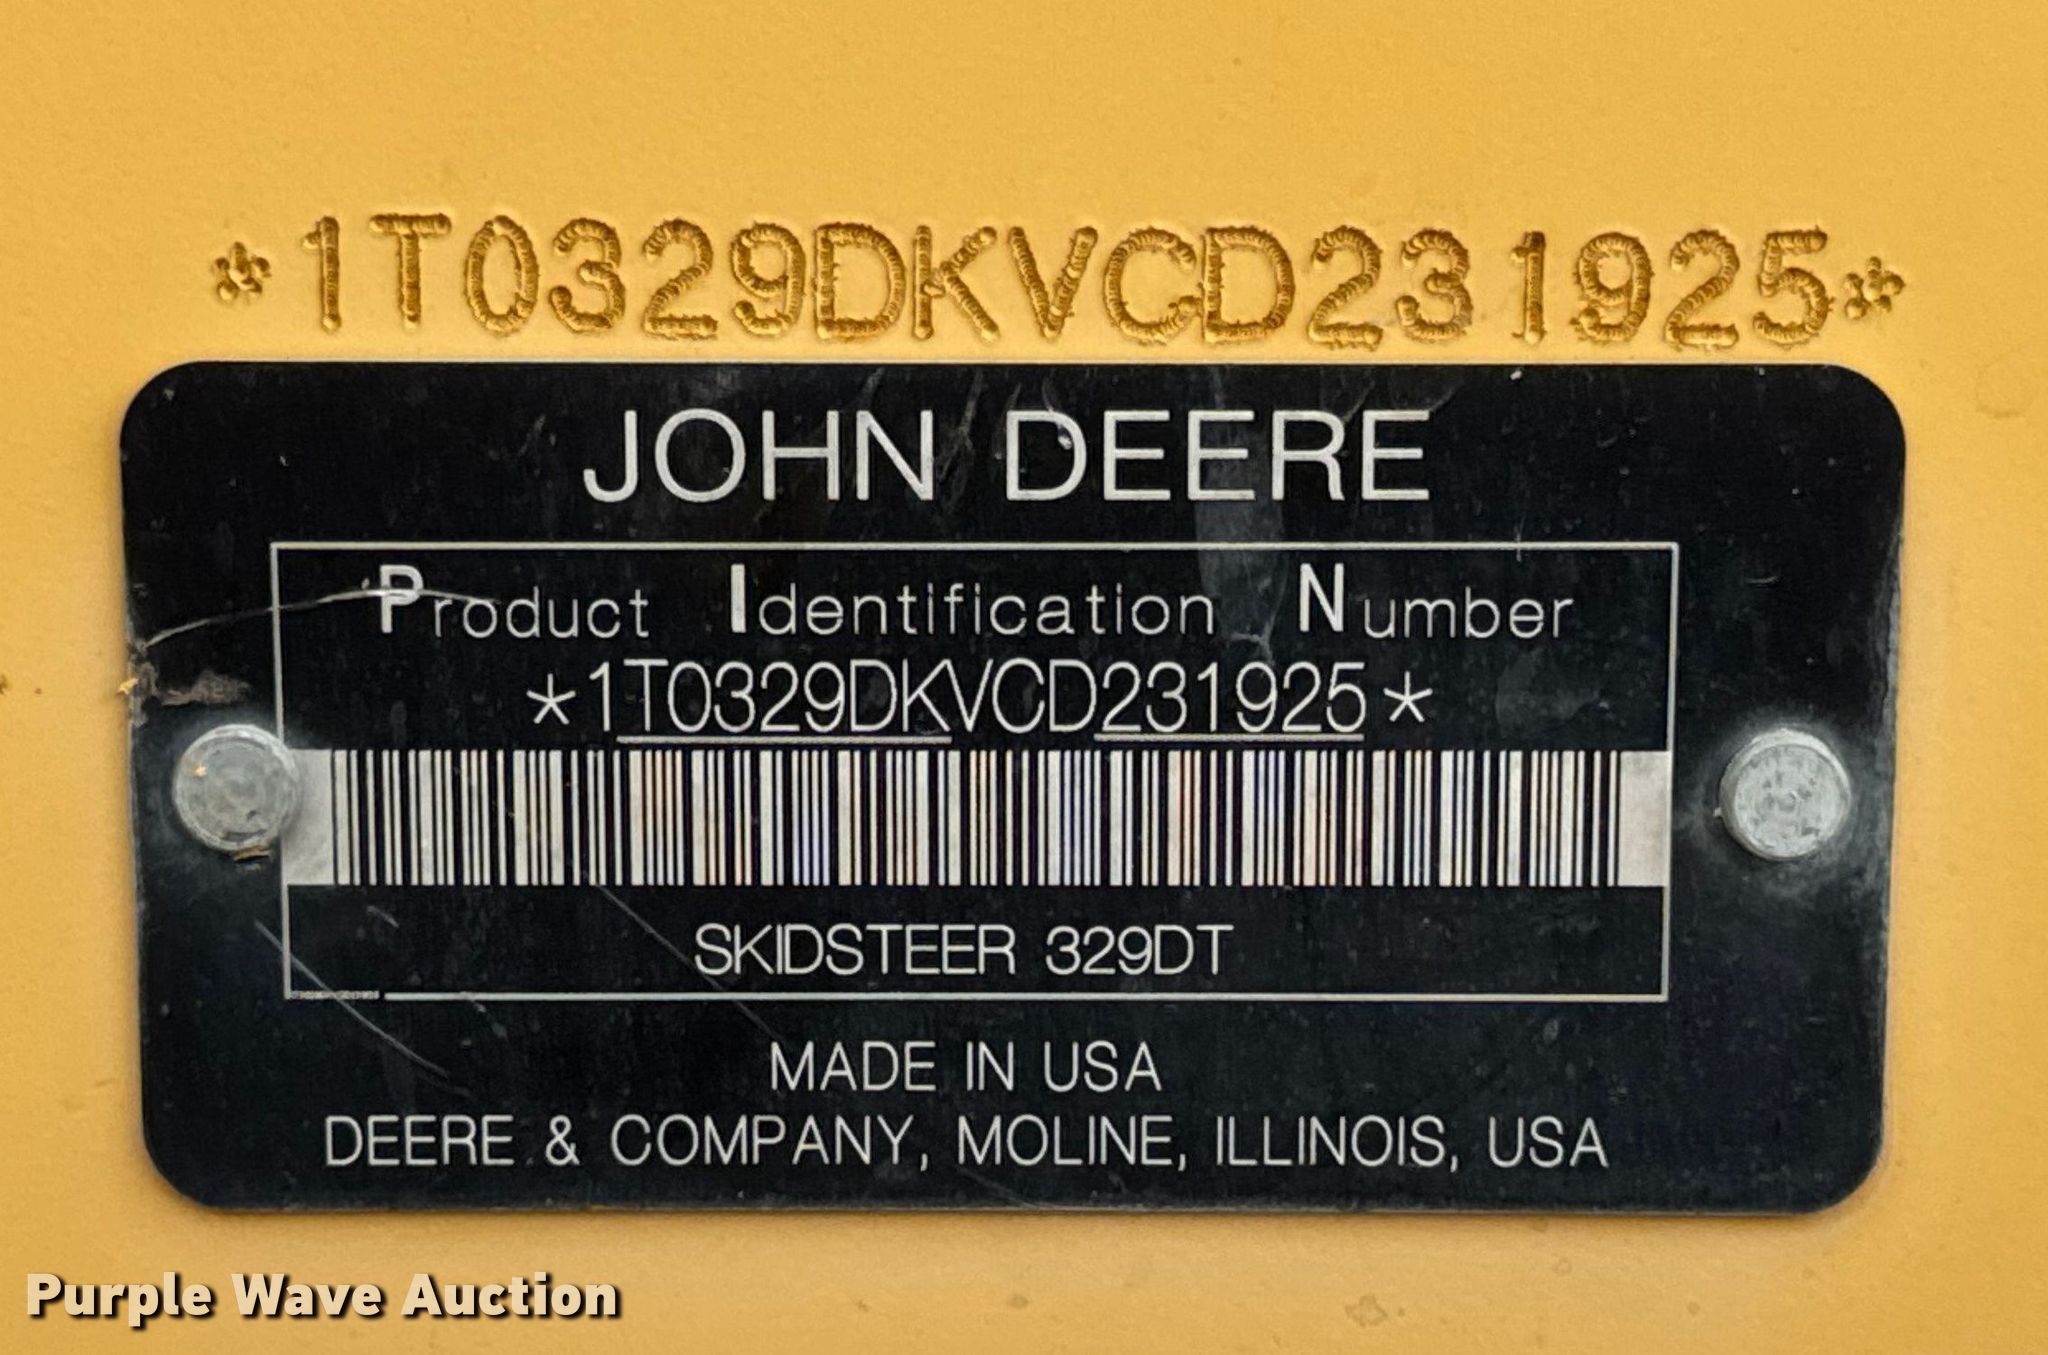 *1T0329DKVCD231925*
JOHN DEERE
Product Identification Number
*1T0329DKVCD231925*
SKIDSTEER 329DT
MADE IN USA
DEERE & COMPANY, MOLINE, ILLINOIS, USA
Purple Wave Auction